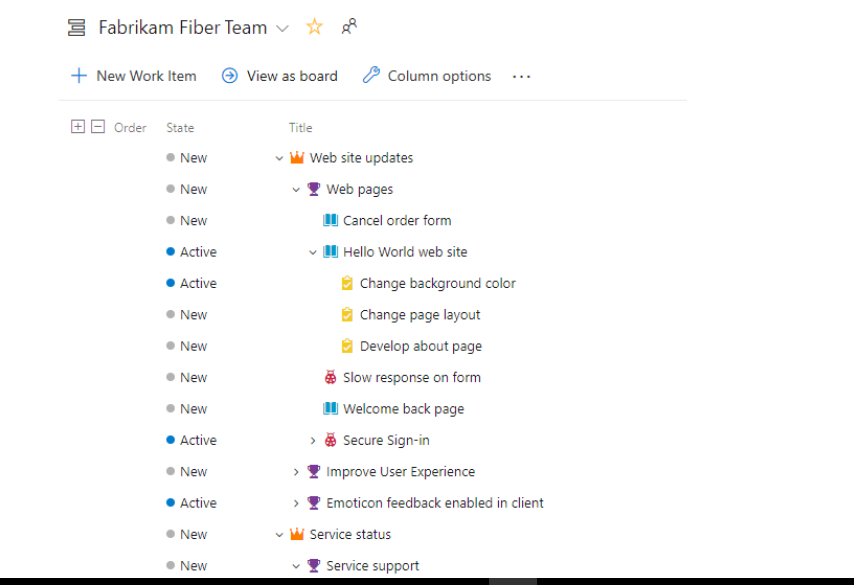 Fabrikam Fiber Team
New Work Item View as board Column options ...
Order State Title
New Web site updates
New Web pages
New Cancel order form
Active Hello World web site
Active Change background color
New Change page layout
New Develop about page
New Slow response on form
New Welcome back page
Active Secure Sign-in
New Improve User Experience
Active Emoticon feedback enabled in client
New Service status
New Service support